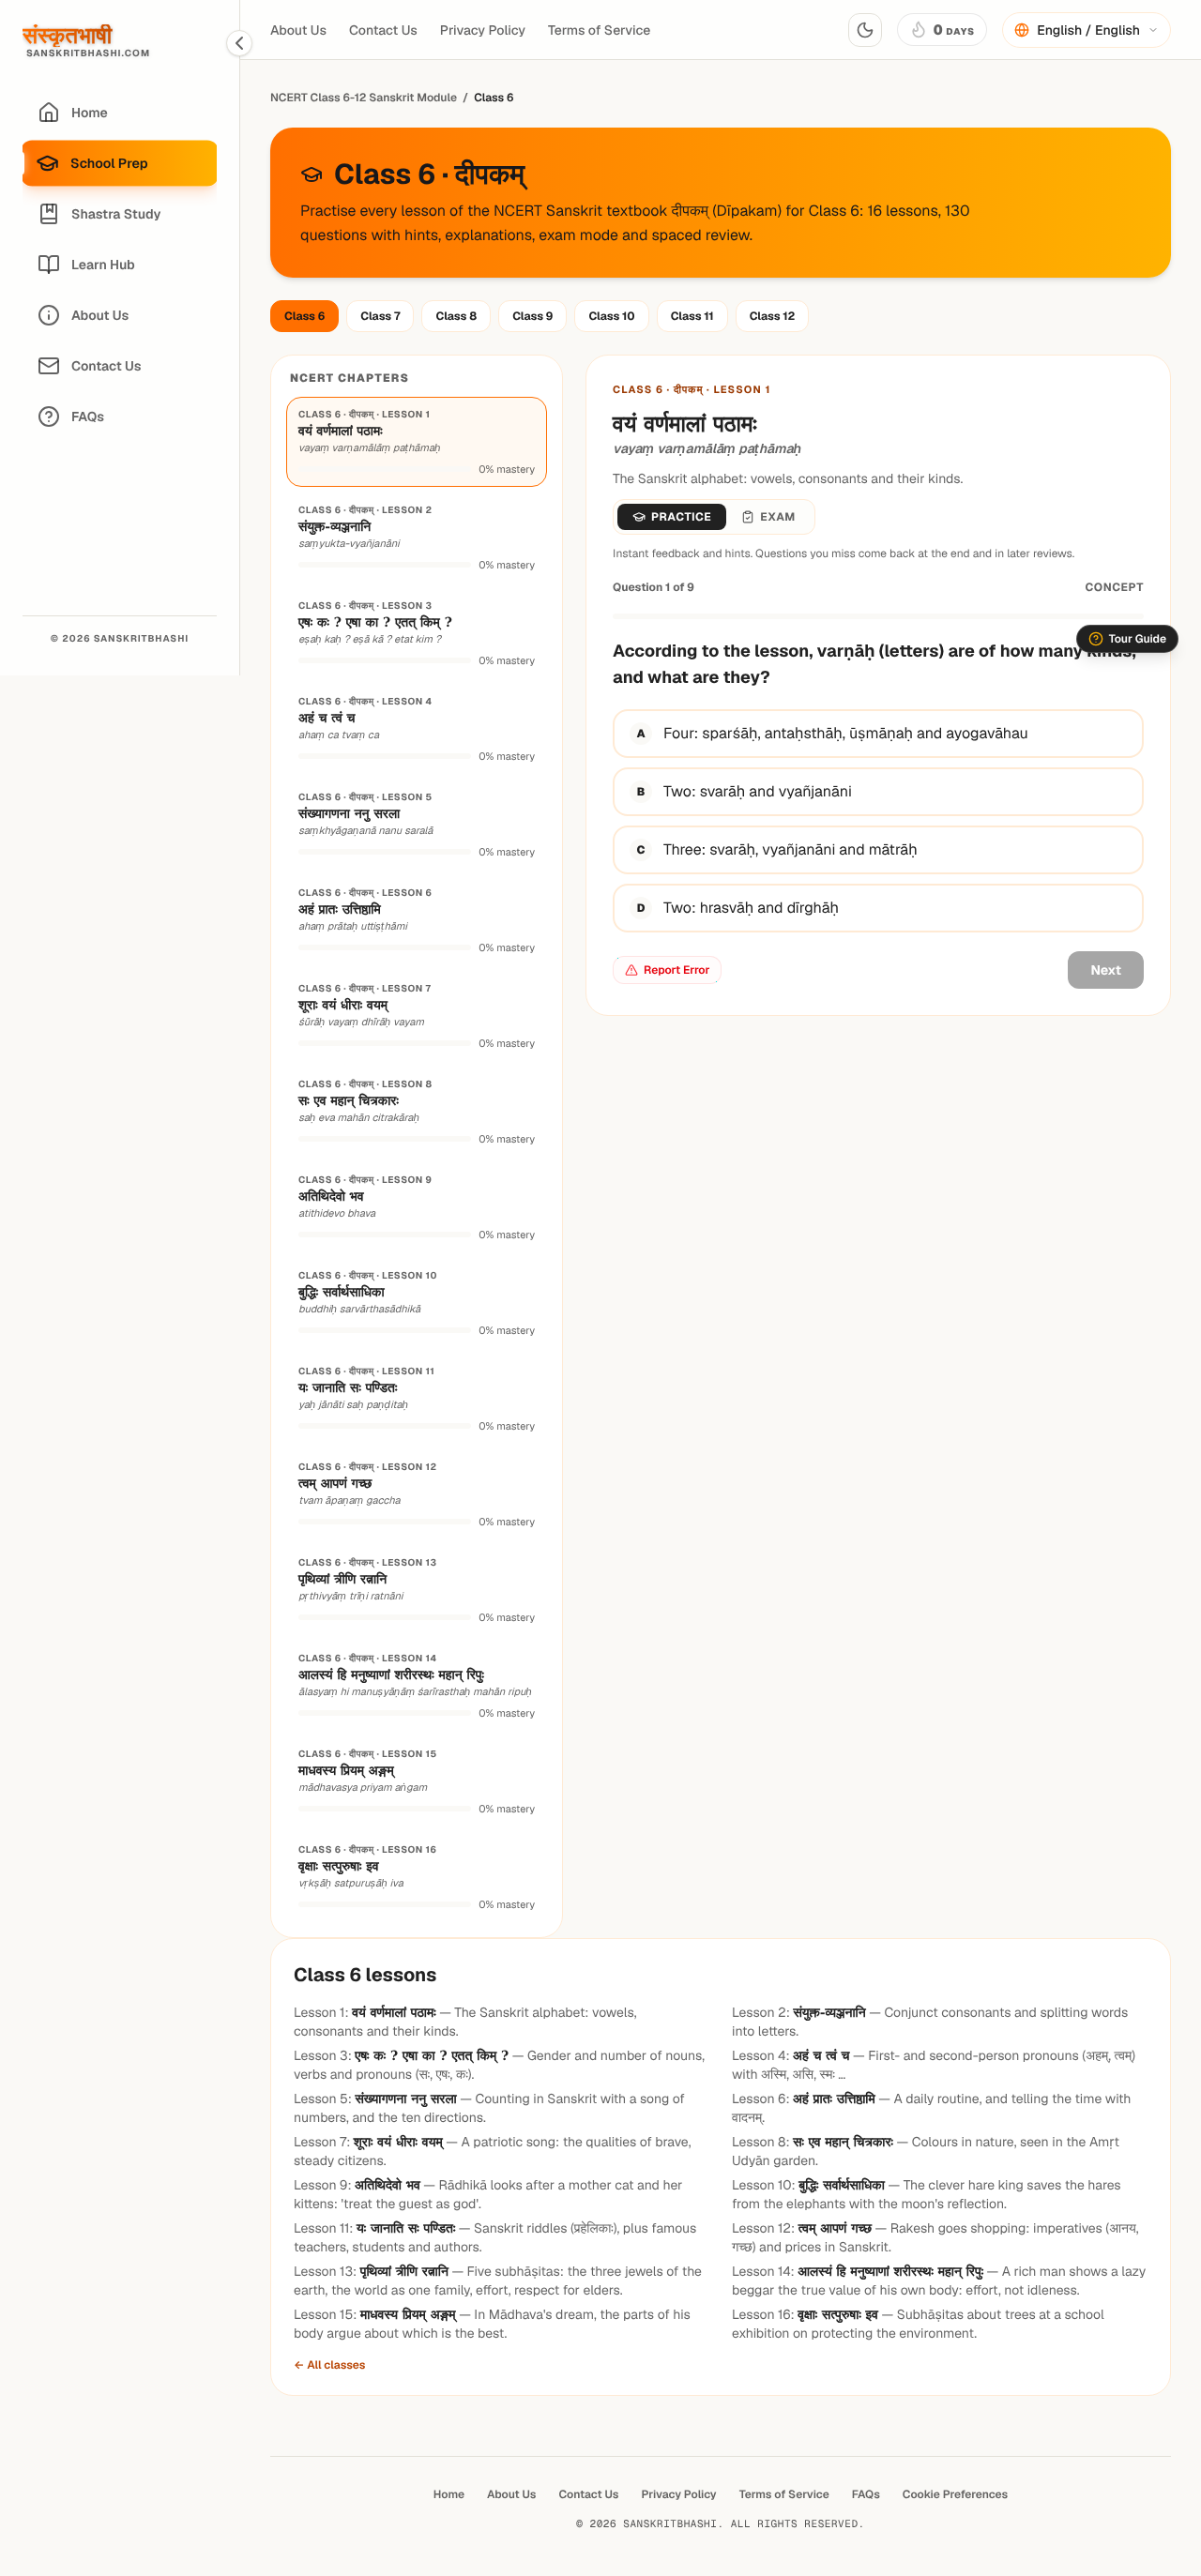 संस्कृतभाषी
SANSKRITBHASHI.COM
Home
School Prep
Shastra Study
Learn Hub
About Us
Contact Us
FAQs
© 2026 SANSKRITBHASHI
About Us Contact Us Privacy Policy Terms of Service 0 DAYS English / English
NCERT Class 6-12 Sanskrit Module / Class 6
Class 6 · दीपकम्
Practise every lesson of the NCERT Sanskrit textbook दीपकम् (Dīpakam) for Class 6: 16 lessons, 130
questions with hints, explanations, exam mode and spaced review.
Class 6 Class 7 Class 8 Class 9 Class 10 Class 11 Class 12
NCERT CHAPTERS
CLASS 6 · दीपकम् · LESSON 1
वयं वर्णमालां पठामः
vayaṃ varṇamālāṃ paṭhāmaḥ
0% mastery
CLASS 6 · दीपकम् · LESSON 2
संयुक्त-व्यञ्जनानि
saṃyukta-vyañjanāni
0% mastery
CLASS 6 · दीपकम् · LESSON 3
एषः कः ? एषा का ? एतत् किम् ?
eṣaḥ kaḥ ? eṣā kā ? etat kim ?
0% mastery
CLASS 6 · दीपकम् · LESSON 4
अहं च त्वं च
ahaṃ ca tvaṃ ca
0% mastery
CLASS 6 · दीपकम् · LESSON 5
संख्यागणना ननु सरला
saṃkhyāgaṇanā nanu saralā
0% mastery
CLASS 6 · दीपकम् · LESSON 6
अहं प्रातः उत्तिष्ठामि
ahaṃ prātaḥ uttiṣṭhāmi
0% mastery
CLASS 6 · दीपकम् · LESSON 7
शूराः वयं धीराः वयम्
śūrāḥ vayaṃ dhīrāḥ vayam
0% mastery
CLASS 6 · दीपकम् · LESSON 8
सः एव महान् चित्रकारः
saḥ eva mahān citrakāraḥ
0% mastery
CLASS 6 · दीपकम् · LESSON 9
अतिथिदेवो भव
atithidevo bhava
0% mastery
CLASS 6 · दीपकम् · LESSON 10
बुद्धिः सर्वार्थसाधिका
buddhiḥ sarvārthasādhikā
0% mastery
CLASS 6 · दीपकम् · LESSON 11
यः जानाति सः पण्डितः
yaḥ jānāti saḥ paṇḍitaḥ
0% mastery
CLASS 6 · दीपकम् · LESSON 12
त्वम् आपणं गच्छ
tvam āpaṇaṃ gaccha
0% mastery
CLASS 6 · दीपकम् · LESSON 13
पृथिव्यां त्रीणि रत्नानि
pṛthivyāṃ trīṇi ratnāni
0% mastery
CLASS 6 · दीपकम् · LESSON 14
आलस्यं हि मनुष्याणां शरीरस्थः महान् रिपुः
ālasyaṃ hi manuṣyāṇāṃ śarīrasthaḥ mahān ripuḥ
0% mastery
CLASS 6 · दीपकम् · LESSON 15
माधवस्य प्रियम् अङ्गम्
mādhavasya priyam aṅgam
0% mastery
CLASS 6 · दीपकम् · LESSON 16
वृक्षाः सत्पुरुषाः इव
vṛkṣāḥ satpuruṣāḥ iva
0% mastery
CLASS 6 · दीपकम् · LESSON 1
वयं वर्णमालां पठामः
vayaṃ varṇamālāṃ paṭhāmaḥ
The Sanskrit alphabet: vowels, consonants and their kinds.
PRACTICE EXAM
Instant feedback and hints. Questions you miss come back at the end and in later reviews.
Question 1 of 9 CONCEPT
Tour Guide
According to the lesson, varṇāḥ (letters) are of how many kinds,
and what are they?
A Four: sparśāḥ, antaḥsthāḥ, ūṣmāṇaḥ and ayogavāhau
B Two: svarāḥ and vyañjanāni
C Three: svarāḥ, vyañjanāni and mātrāḥ
D Two: hrasvāḥ and dīrghāḥ
Report Error Next
Class 6 lessons
Lesson 1: वयं वर्णमालां पठामः — The Sanskrit alphabet: vowels,
consonants and their kinds.
Lesson 2: संयुक्त-व्यञ्जनानि — Conjunct consonants and splitting words
into letters.
Lesson 3: एषः कः ? एषा का ? एतत् किम् ? — Gender and number of nouns,
verbs and pronouns (सः, एषः, कः).
Lesson 4: अहं च त्वं च — First- and second-person pronouns (अहम्, त्वम्)
with अस्मि, असि, स्मः …
Lesson 5: संख्यागणना ननु सरला — Counting in Sanskrit with a song of
numbers, and the ten directions.
Lesson 6: अहं प्रातः उत्तिष्ठामि — A daily routine, and telling the time with
वादनम्.
Lesson 7: शूराः वयं धीराः वयम् — A patriotic song: the qualities of brave,
steady citizens.
Lesson 8: सः एव महान् चित्रकारः — Colours in nature, seen in the Amṛt
Udyān garden.
Lesson 9: अतिथिदेवो भव — Rādhikā looks after a mother cat and her
kittens: 'treat the guest as god'.
Lesson 10: बुद्धिः सर्वार्थसाधिका — The clever hare king saves the hares
from the elephants with the moon's reflection.
Lesson 11: यः जानाति सः पण्डितः — Sanskrit riddles (प्रहेलिकाः), plus famous
teachers, students and authors.
Lesson 12: त्वम् आपणं गच्छ — Rakesh goes shopping: imperatives (आनय,
गच्छ) and prices in Sanskrit.
Lesson 13: पृथिव्यां त्रीणि रत्नानि — Five subhāṣitas: the three jewels of the
earth, the world as one family, effort, respect for elders.
Lesson 14: आलस्यं हि मनुष्याणां शरीरस्थः महान् रिपुः — A rich man shows a lazy
beggar the true value of his own body: effort, not idleness.
Lesson 15: माधवस्य प्रियम् अङ्गम् — In Mādhava's dream, the parts of his
body argue about which is the best.
Lesson 16: वृक्षाः सत्पुरुषाः इव — Subhāṣitas about trees at a school
exhibition on protecting the environment.
← All classes
Home About Us Contact Us Privacy Policy Terms of Service FAQs Cookie Preferences
© 2026 SANSKRITBHASHI. ALL RIGHTS RESERVED.